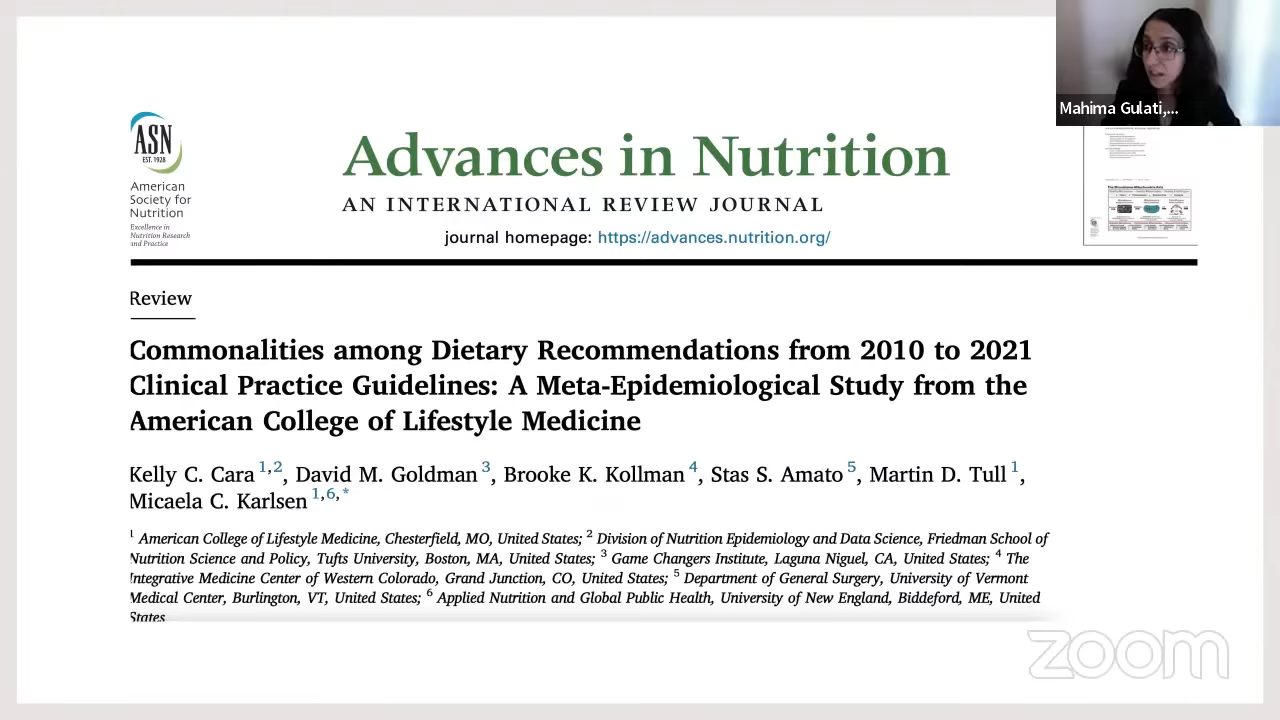 Mahima Gulati,...
ASN
EST. 1928
American
Society for
Nutrition
Excellence in
Nutrition Research
and Practice
Advances in Nutrition
AN INTERNATIONAL REVIEW JOURNAL
journal homepage: https://advances.nutrition.org/
Review
Commonalities among Dietary Recommendations from 2010 to 2021
Clinical Practice Guidelines: A Meta-Epidemiological Study from the
American College of Lifestyle Medicine
Kelly C. Cara 1,2, David M. Goldman 3, Brooke K. Kollman 4, Stas S. Amato 5, Martin D. Tull 1,
Micaela C. Karlsen 1,6,*
1 American College of Lifestyle Medicine, Chesterfield, MO, United States; 2 Division of Nutrition Epidemiology and Data Science, Friedman School of
Nutrition Science and Policy, Tufts University, Boston, MA, United States; 3 Game Changers Institute, Laguna Niguel, CA, United States; 4 The
Integrative Medicine Center of Western Colorado, Grand Junction, CO, United States; 5 Department of General Surgery, University of Vermont
Medical Center, Burlington, VT, United States; 6 Applied Nutrition and Global Public Health, University of New England, Biddeford, ME, United
States
zoom